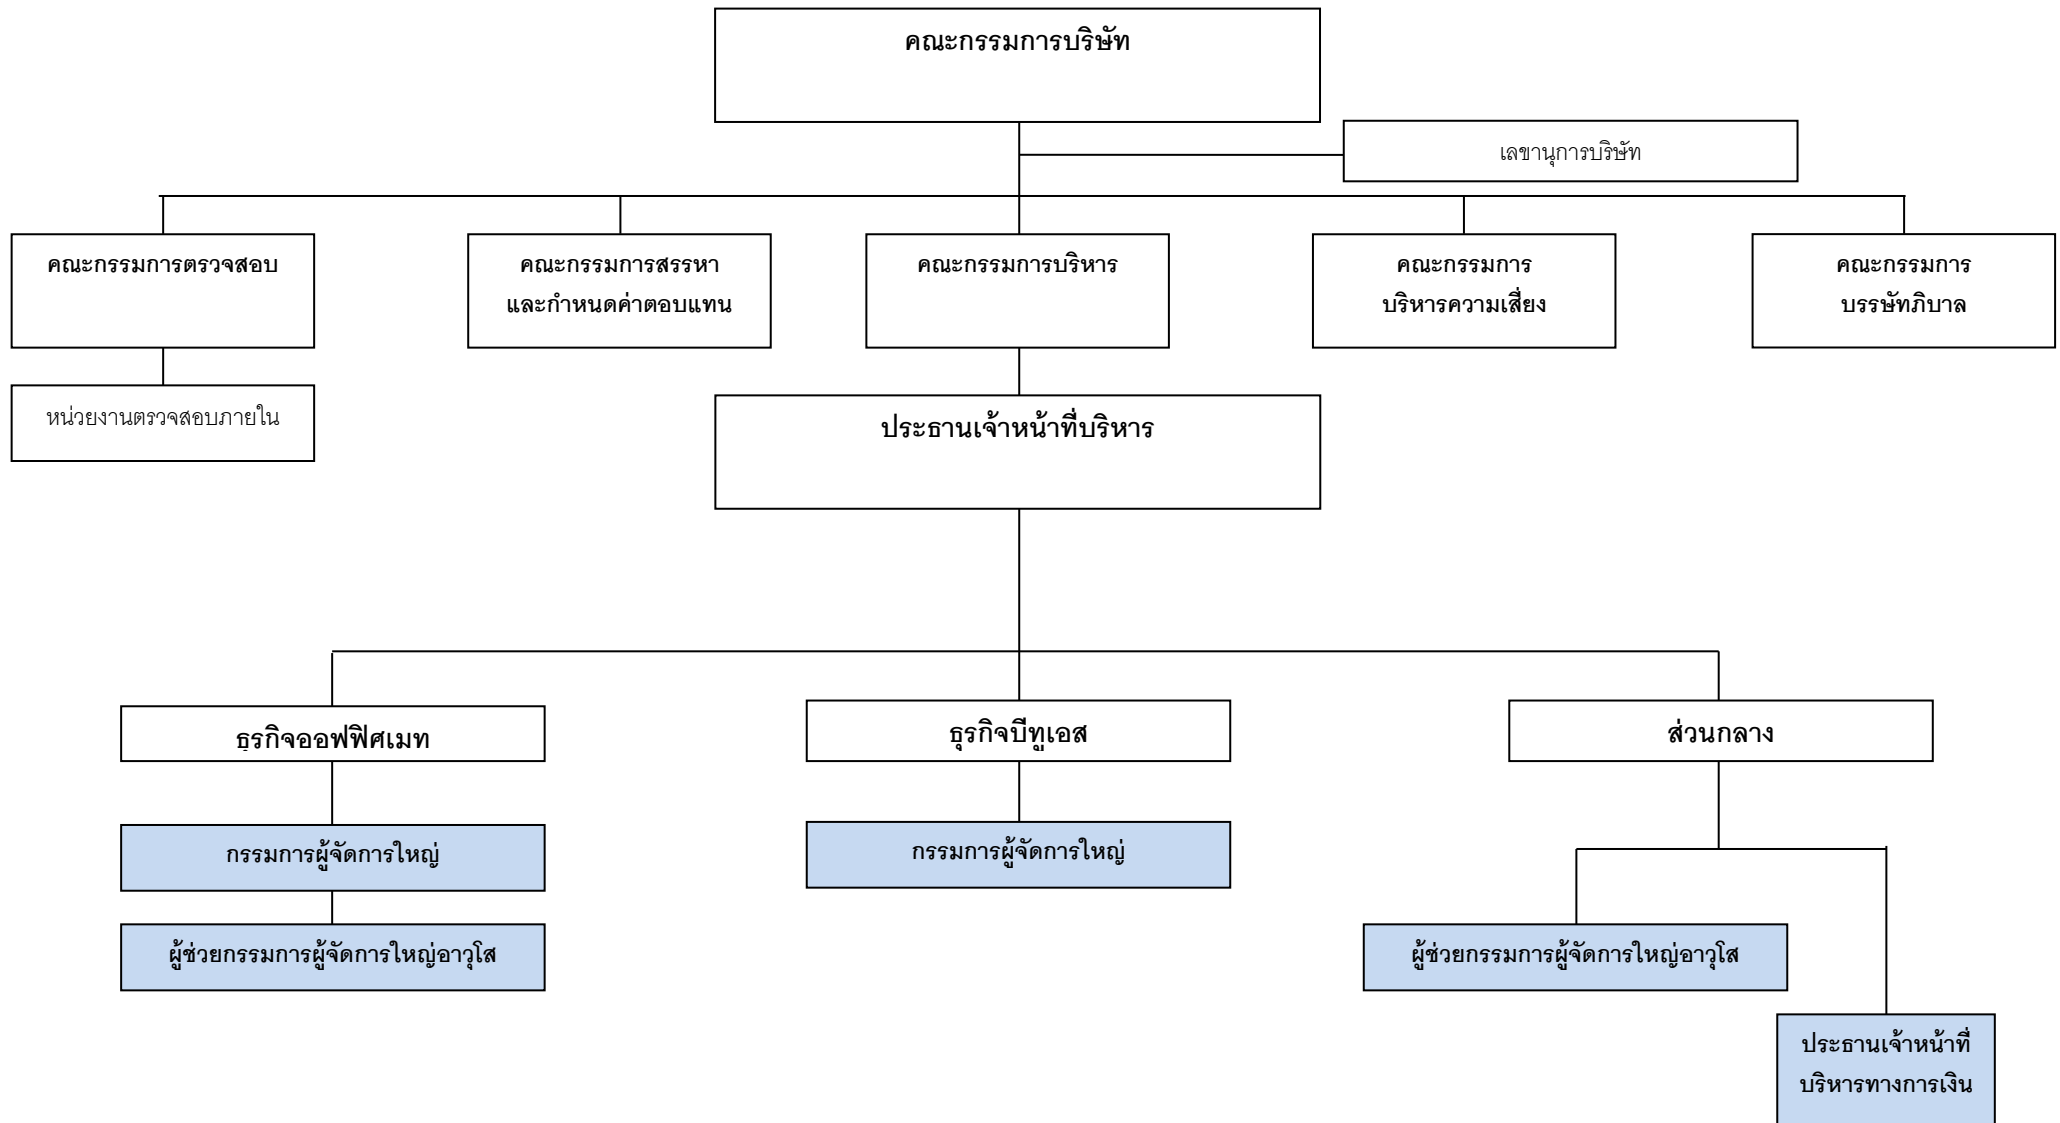 คณะกรรมการบริษัท
เลขานุการบริษัท
คณะกรรมการตรวจสอบ
คณะกรรมการสรรหา
และกำหนดค่าตอบแทน
คณะกรรมการบริหาร
คณะกรรมการ
บริหารความเสี่ยง
คณะกรรมการ
บรรษัทภิบาล
หน่วยงานตรวจสอบภายใน
ประธานเจ้าหน้าที่บริหาร
ธุรกิจออฟฟิศเมท
ธุรกิจบีทูเอส
ส่วนกลาง
กรรมการผู้จัดการใหญ่
กรรมการผู้จัดการใหญ่
ผู้ช่วยกรรมการผู้จัดการใหญ่อาวุโส
ผู้ช่วยกรรมการผู้จัดการใหญ่อาวุโส
ประธานเจ้าหน้าที่
บริหารทางการเงิน